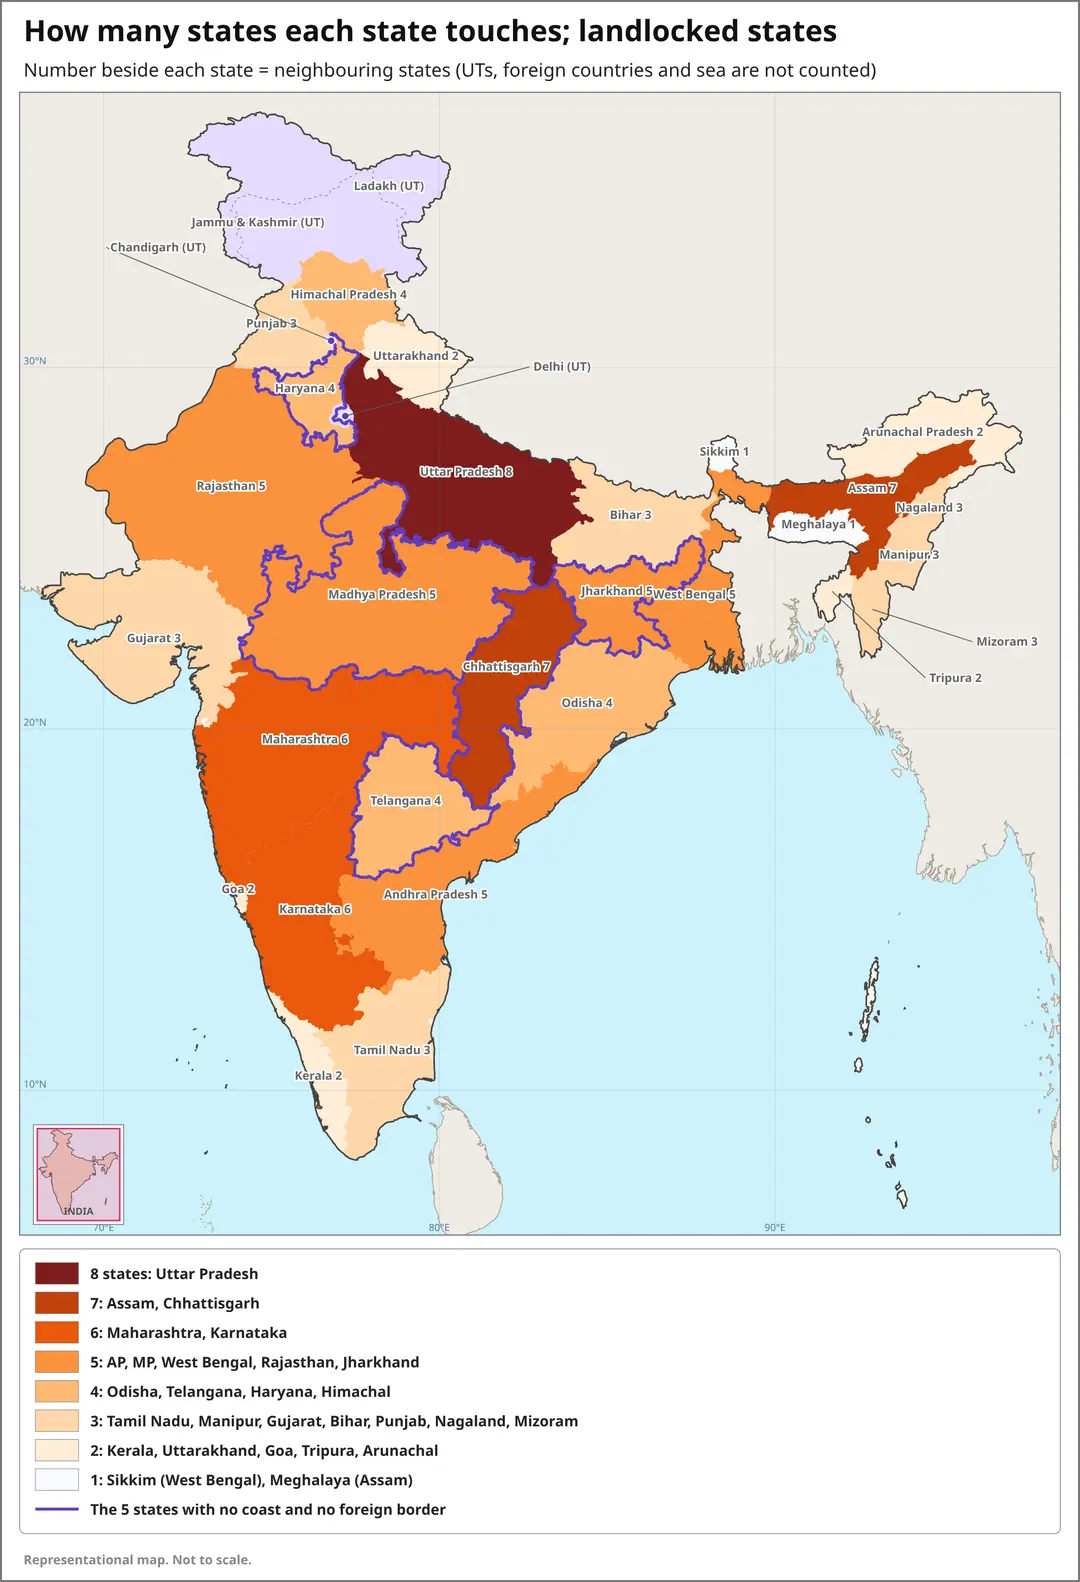 How many states each state touches; landlocked states
Number beside each state = neighbouring states (UTs, foreign countries and sea are not counted)
Ladakh (UT)
Jammu & Kashmir (UT)
Chandigarh (UT)
Himachal Pradesh 4
Punjab 3
Uttarakhand 2
30°N
Delhi (UT)
Haryana 4
Arunachal Pradesh 2
Sikkim 1
Uttar Pradesh 8
Rajasthan 5
Assam 7
Nagaland 3
Bihar 3
Meghalaya 1
Manipur 3
Madhya Pradesh 5
Jharkhand 5
West Bengal 5
Gujarat 3
Mizoram 3
Chhattisgarh 7
Tripura 2
Odisha 4
20°N
Maharashtra 6
Telangana 4
Goa 2
Andhra Pradesh 5
Karnataka 6
Tamil Nadu 3
Kerala 2
10°N
INDIA
70°E
80°E
90°E
8 states: Uttar Pradesh
7: Assam, Chhattisgarh
6: Maharashtra, Karnataka
5: AP, MP, West Bengal, Rajasthan, Jharkhand
4: Odisha, Telangana, Haryana, Himachal
3: Tamil Nadu, Manipur, Gujarat, Bihar, Punjab, Nagaland, Mizoram
2: Kerala, Uttarakhand, Goa, Tripura, Arunachal
1: Sikkim (West Bengal), Meghalaya (Assam)
The 5 states with no coast and no foreign border
Representational map. Not to scale.